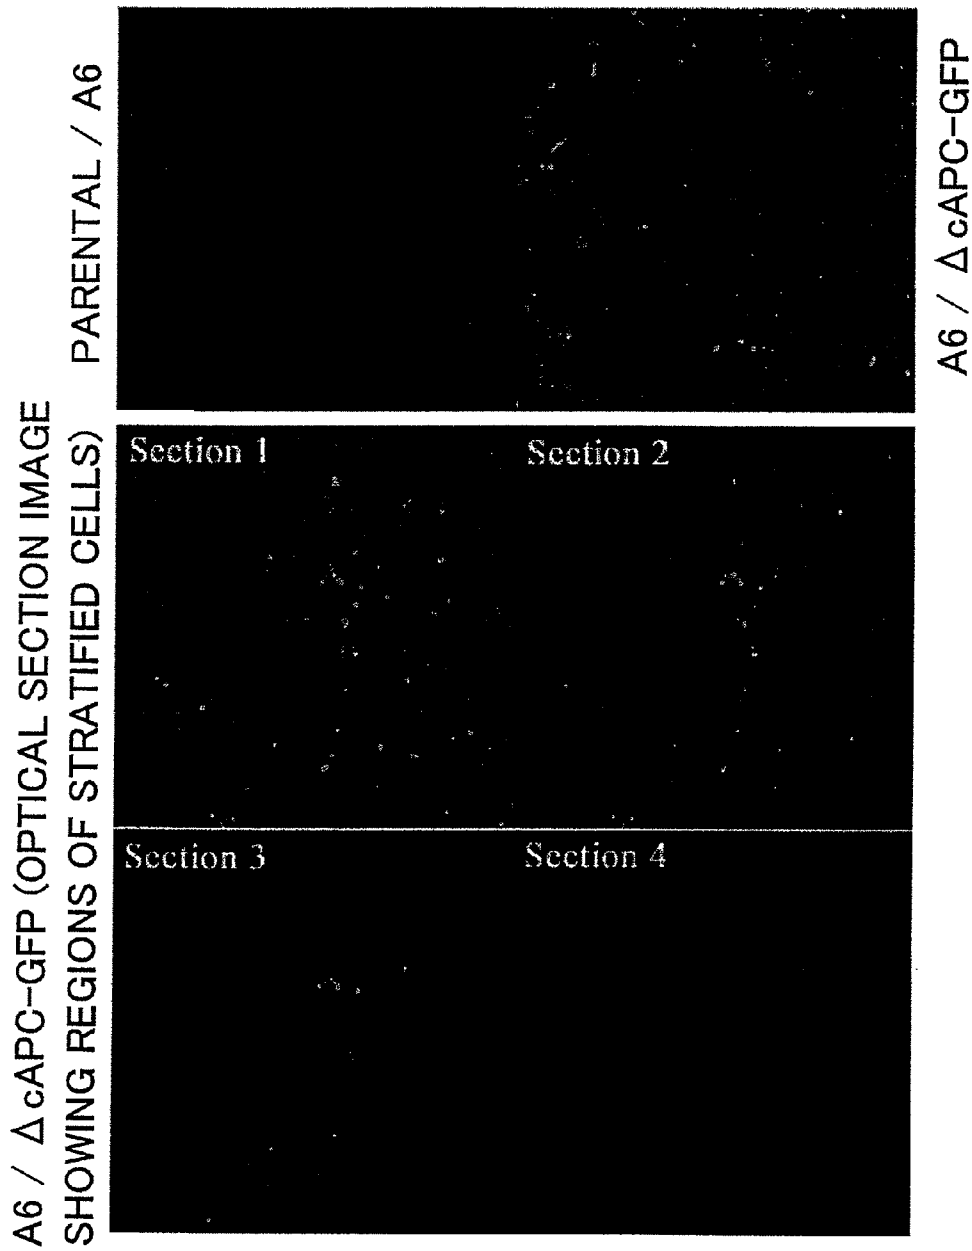 PARENTAL / A6
A6 / ΔcAPC-GFP
A6 / ΔcAPC-GFP (OPTICAL SECTION IMAGE
SHOWING REGIONS OF STRATIFIED CELLS)
Section 1
Section 2
Section 3
Section 4